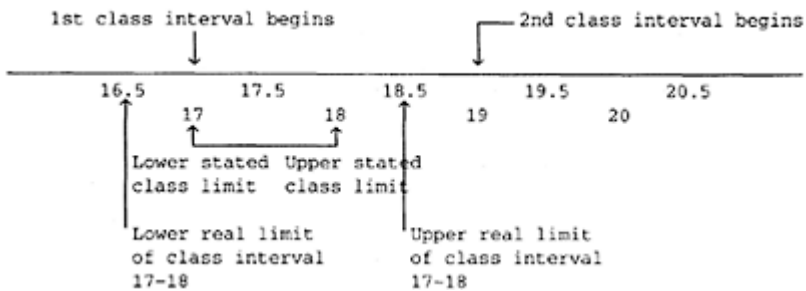 1st class interval begins
2nd class interval begins
16.5 17.5 18.5 19.5 20.5
17 18 19 20
Lower stated Upper stated
class limit class limit
Lower real limit Upper real limit
of class interval of class interval
17-18 17-18